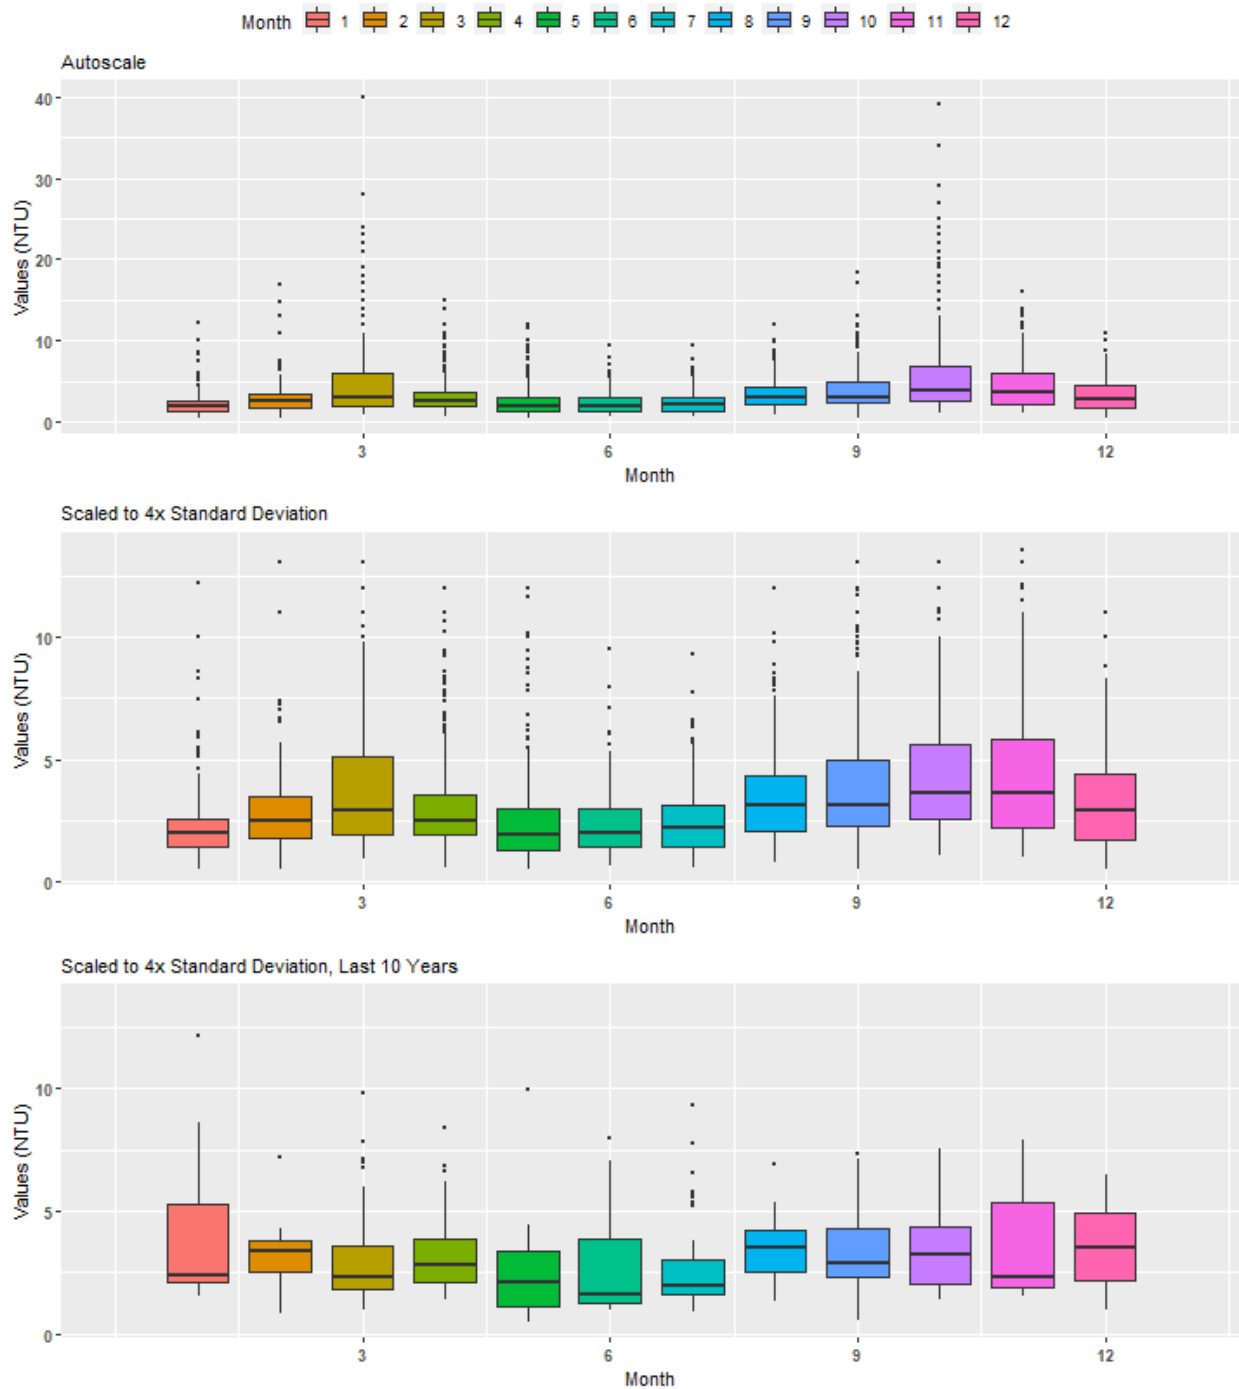 Month 1 2 3 4 5 6 7 8 9 10 11 12
Autoscale
Values (NTU)
40
30
20
10
0
3 6 9 12
Month
Scaled to 4x Standard Deviation
Values (NTU)
10
5
0
3 6 9 12
Month
Scaled to 4x Standard Deviation, Last 10 Years
Values (NTU)
10
5
0
3 6 9 12
Month